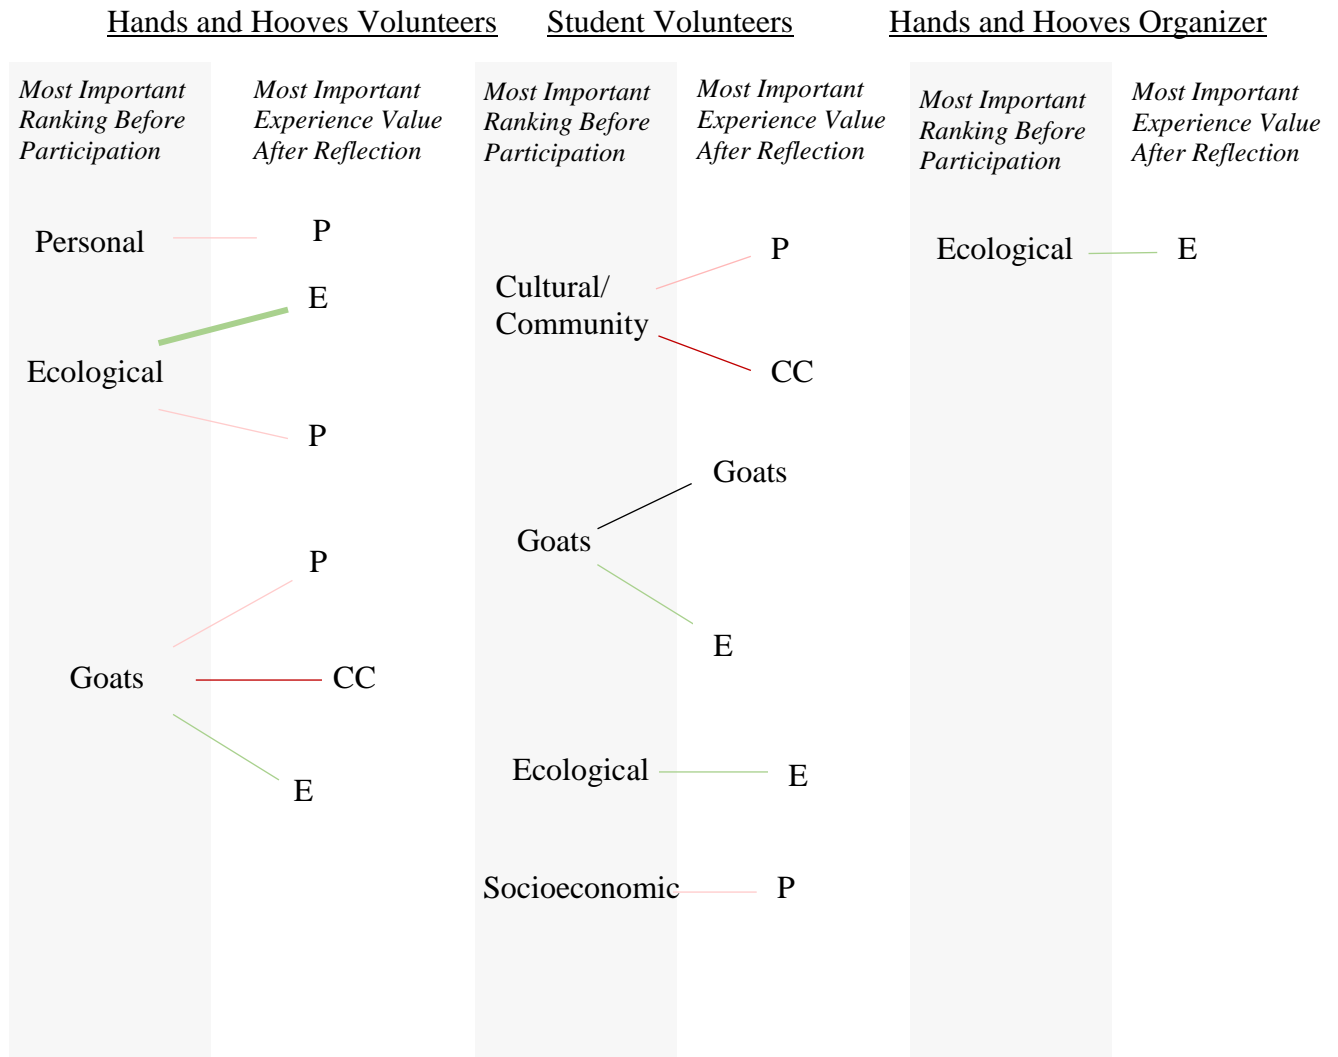 Hands and Hooves Volunteers
Student Volunteers
Hands and Hooves Organizer
Most Important
Ranking Before
Participation
Most Important
Experience Value
After Reflection
Personal
P
E
Ecological
P
P
Goats
CC
E
Most Important
Ranking Before
Participation
Most Important
Experience Value
After Reflection
P
Cultural/
Community
CC
Goats
Goats
E
Ecological
E
Socioeconomic
P
Most Important
Ranking Before
Participation
Most Important
Experience Value
After Reflection
Ecological
E